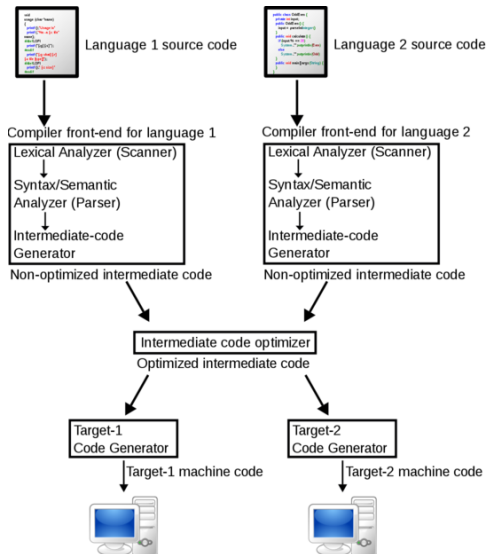 Language 1 source code
Language 2 source code
Compiler front-end for language 1
Lexical Analyzer (Scanner)
Syntax/Semantic
Analyzer (Parser)
Intermediate-code
Generator
Non-optimized intermediate code
Compiler front-end for language 2
Lexical Analyzer (Scanner)
Syntax/Semantic
Analyzer (Parser)
Intermediate-code
Generator
Non-optimized intermediate code
Intermediate code optimizer
Optimized intermediate code
Target-1
Code Generator
Target-1 machine code
Target-2
Code Generator
Target-2 machine code